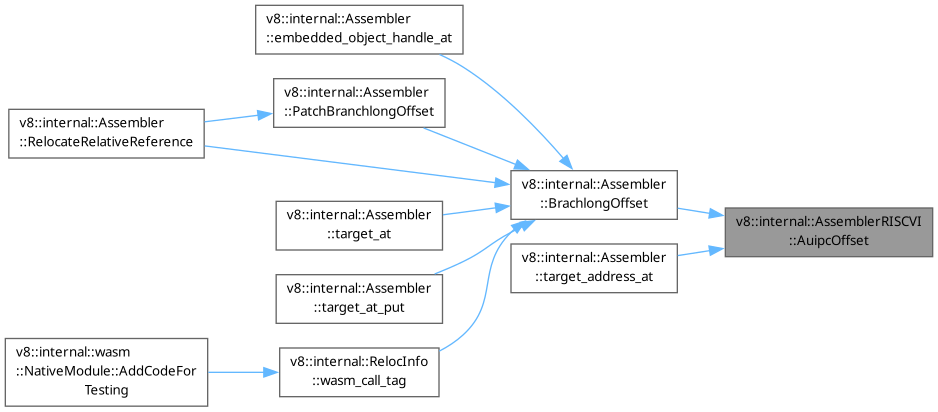 v8::internal::Assembler
::embedded_object_handle_at
v8::internal::Assembler
::PatchBranchlongOffset
v8::internal::Assembler
::RelocateRelativeReference
v8::internal::Assembler
::BrachlongOffset
v8::internal::Assembler
::target_at
v8::internal::AssemblerRISCVI
::AuipcOffset
v8::internal::Assembler
::target_address_at
v8::internal::Assembler
::target_at_put
v8::internal::wasm
::NativeModule::AddCodeFor
Testing
v8::internal::RelocInfo
::wasm_call_tag